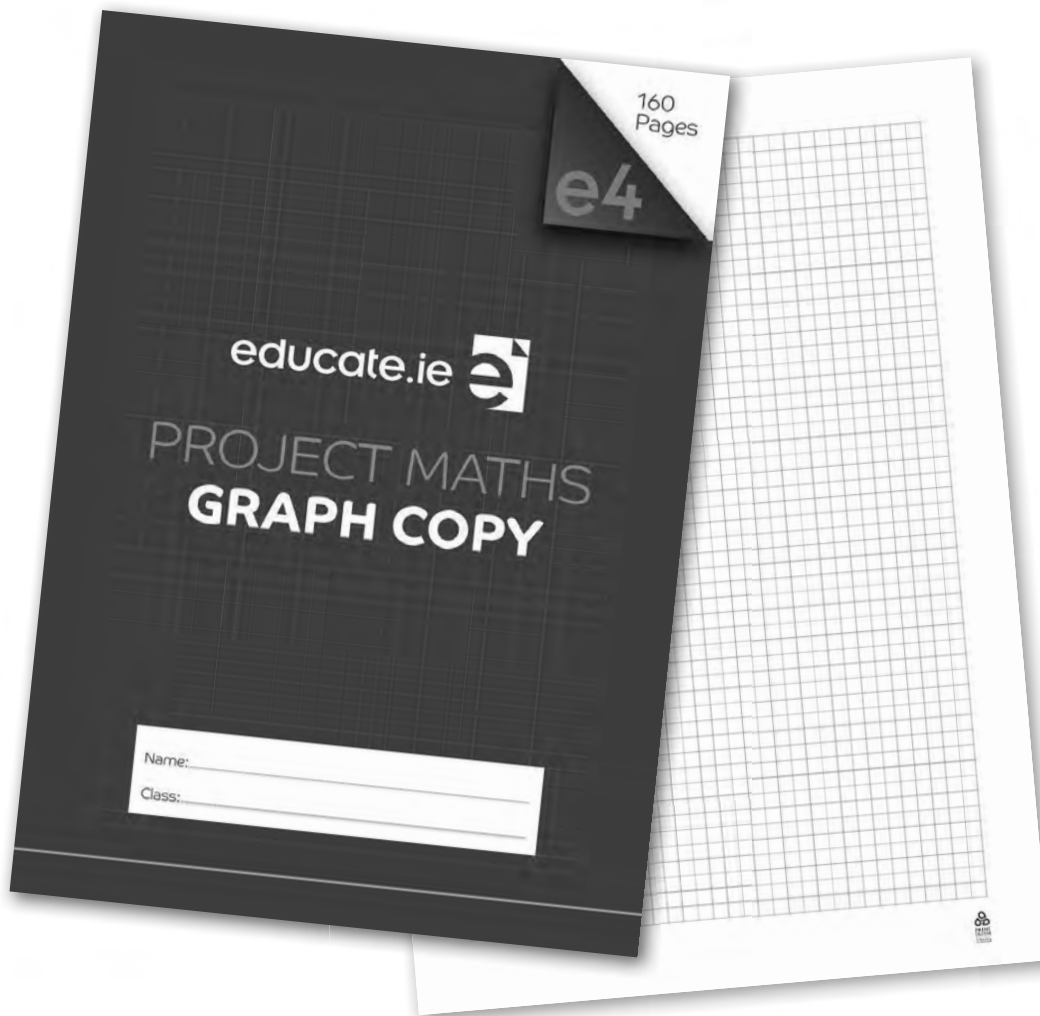 160
Pages
e4
educate.ie e
PROJECT MATHS
GRAPH COPY
Name:
Class: